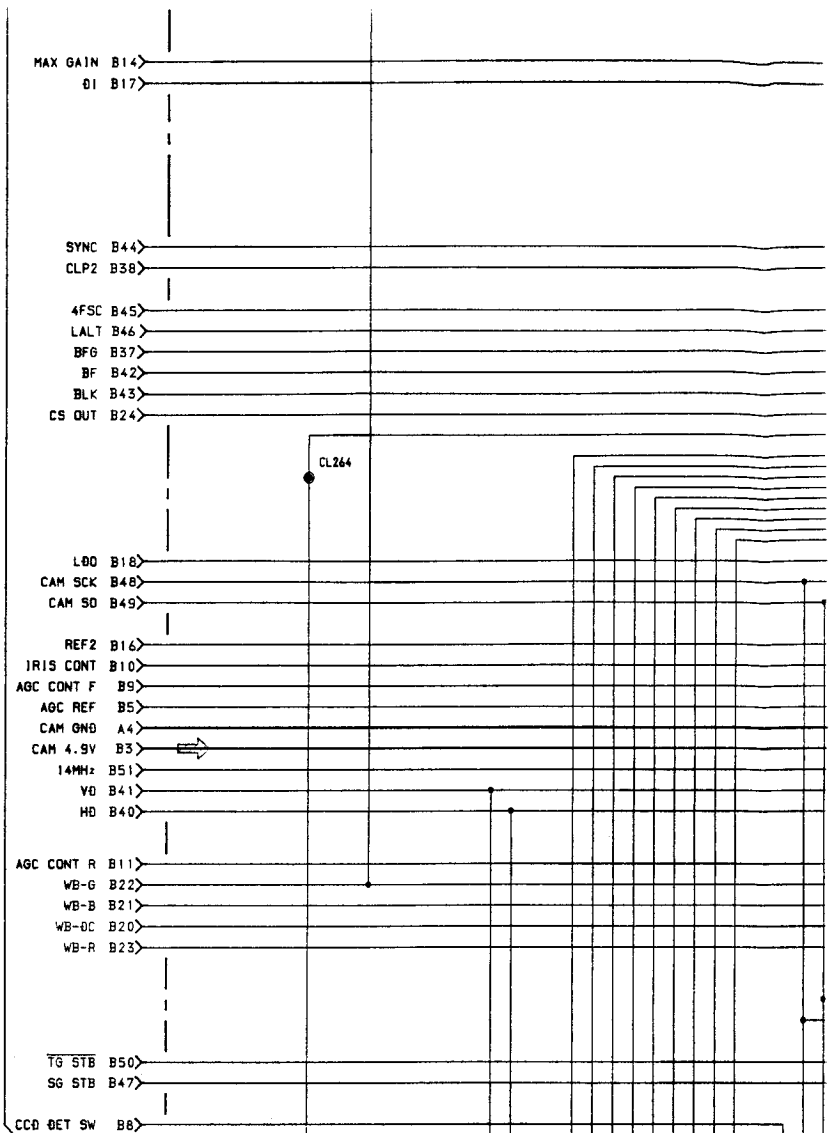 MAX GAIN B14
DI B17
SYNC B44
CLP2 B38
4FSC B45
LALT B46
BFG B37
BF B42
BLK B43
CS OUT B24
CL264
LDO B18
CAM SCK B48
CAM SO B49
REF2 B16
IRIS CONT B10
AGC CONT F B9
AGC REF B5
CAM GND A4
CAM 4.9V B3
14MHz B51
VD B41
HD B40
AGC CONT R B11
WB-G B22
WB-B B21
WB-DC B20
WB-R B23
TG STB B50
SG STB B47
CCD DET SW B8